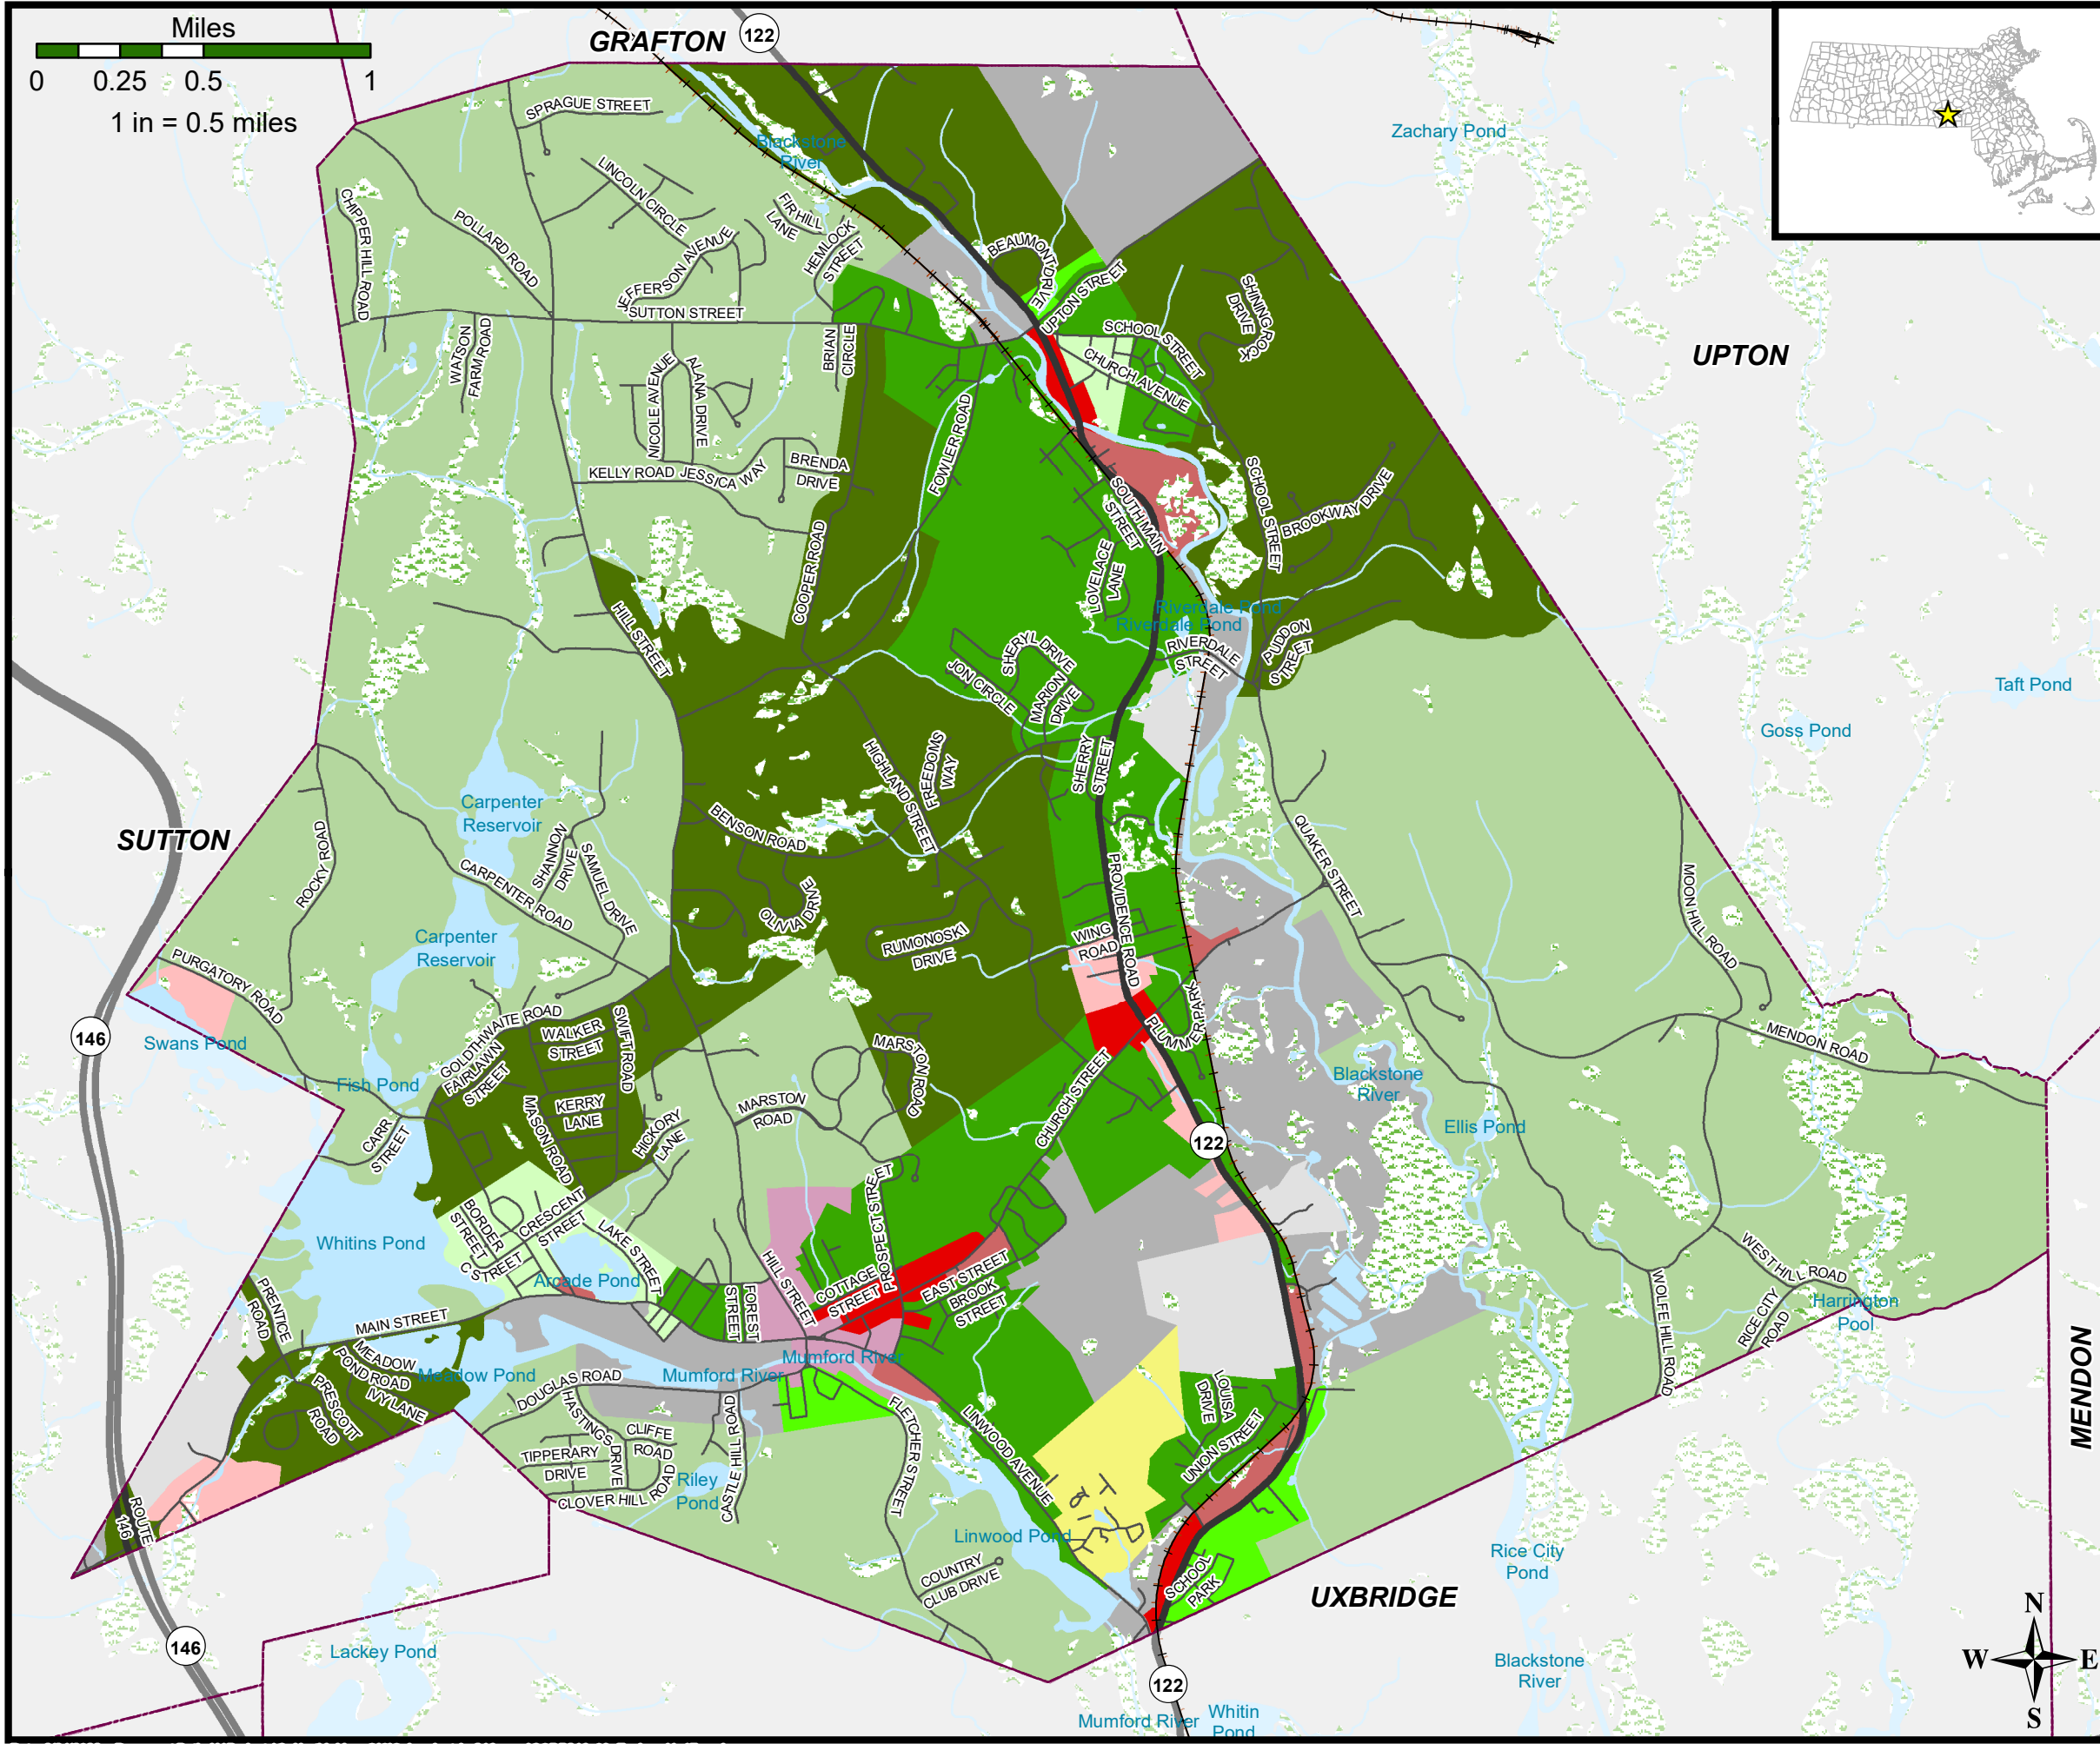 Miles
0 0.25 0.5 1
1 in = 0.5 miles
GRAFTON
122
SPRAGUE STREET
Blackstone
River
Zachary Pond
LINCOLN CIRCLE
FIR HILL
LANE
HEMLOCK
STREET
CHIPPER HILL ROAD
POLLARD ROAD
JEFFERSON AVENUE
SUTTON STREET
BEAUMONT DRIVE
UPTON STREET
SHINING ROCK
DRIVE
UPTON
WATSON
FARM ROAD
BRIAN
CIRCLE
SCHOOL STREET
CHURCH AVENUE
NICOLE AVENUE
ALANA DRIVE
FOWLER ROAD
KELLY ROAD
JESSICA WAY
BRENDA
DRIVE
SOUTH MAIN
STREET
SCHOOL STREET
BROOKWAY DRIVE
COOPER ROAD
LOVELACE
LANE
HILL STREET
Riverdale Pond
Riverdale Pond
RIVERDALE
STREET
PUDDON
STREET
SHERYL DRIVE
JON CIRCLE
MARION
DRIVE
Taft Pond
Goss Pond
HIGHLAND STREET
FREEDOMS
WAY
SHERRY
STREET
SUTTON
Carpenter
Reservoir
BENSON ROAD
ROCKY ROAD
SHANNON
DRIVE
SAMUEL DRIVE
CARPENTER ROAD
QUAKER STREET
PROVIDENCE ROAD
MOON HILL ROAD
OLIVIA DRIVE
Carpenter
Reservoir
RUMONOSKI
DRIVE
WING
ROAD
PURGATORY ROAD
146
Swans Pond
GOLDTHWAITE ROAD
WALKER
STREET
SWIFT ROAD
FAIRLAWN
STREET
PLUMMER PARK
MARSTON ROAD
MENDON ROAD
Fish Pond
Blackstone
River
KERRY
LANE
MASON ROAD
HICKORY
LANE
MARSTON
ROAD
CHURCH STREET
CARR
STREET
122
Ellis Pond
Whitins Pond
BORDER
STREET
CRESCENT
STREET
C STREET
LAKE STREET
PROSPECT STREET
Arcade Pond
HILL STREET
COTTAGE
STREET
EAST STREET
BROOK
STREET
WEST HILL ROAD
WOLFE HILL ROAD
RICE CITY
ROAD
Harrington
Pool
PRENTICE
ROAD
MAIN STREET
FOREST
STREET
MEADOW
POND ROAD
Meadow Pond
Mumford River
Mumford River
PRESCOTT
ROAD
IVY LANE
DOUGLAS ROAD
HASTINGS DRIVE
CLIFFE
ROAD
TIPPERARY
DRIVE
CLOVER HILL ROAD
Riley
Pond
CASTLE HILL ROAD
FLETCHER STREET
LINWOOD AVENUE
LOUISA
DRIVE
UNION STREET
MENDON
ROUTE
146
Linwood Pond
COUNTRY
CLUB DRIVE
SCHOOL
PARK
UXBRIDGE
Rice City
Pond
146
Lackey Pond
122
Mumford River
Whitin
Pond
Blackstone
River
N
W E
S